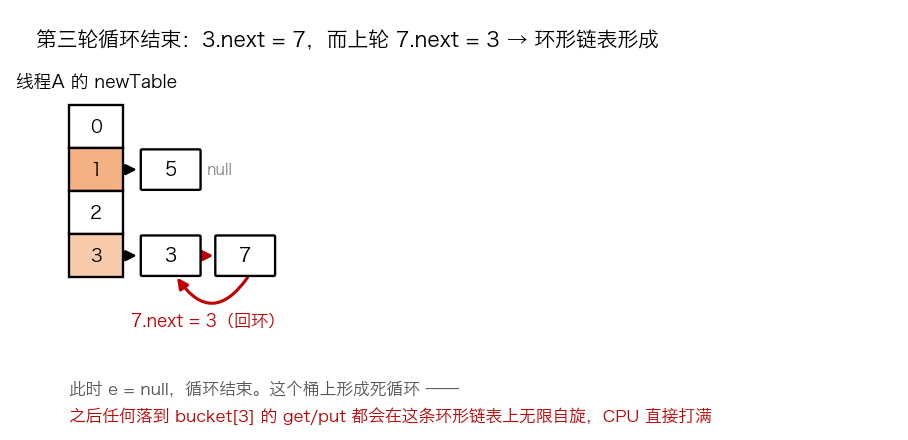 第三轮循环结束：3.next = 7，而上轮 7.next = 3 → 环形链表形成
线程A 的 newTable
0
1
5
null
2
3
3
7
7.next = 3（回环）
此时 e = null，循环结束。这个桶上形成死循环 ——
之后任何落到 bucket[3] 的 get/put 都会在这条环形链表上无限自旋，CPU 直接打满